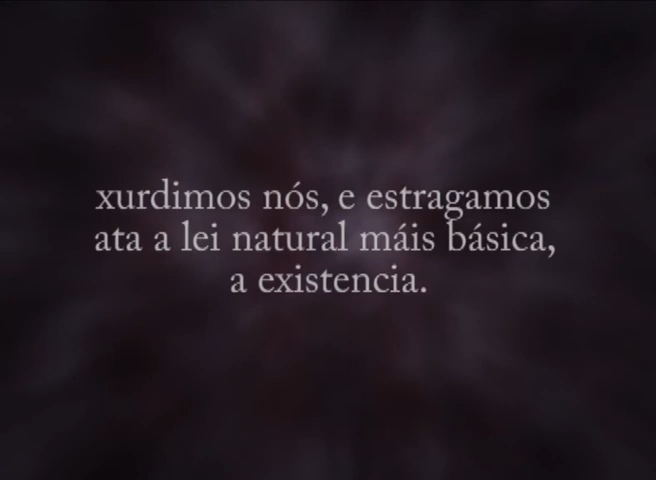 xurdimos nós, e estragamos
ata a lei natural máis básica,
a existencia.